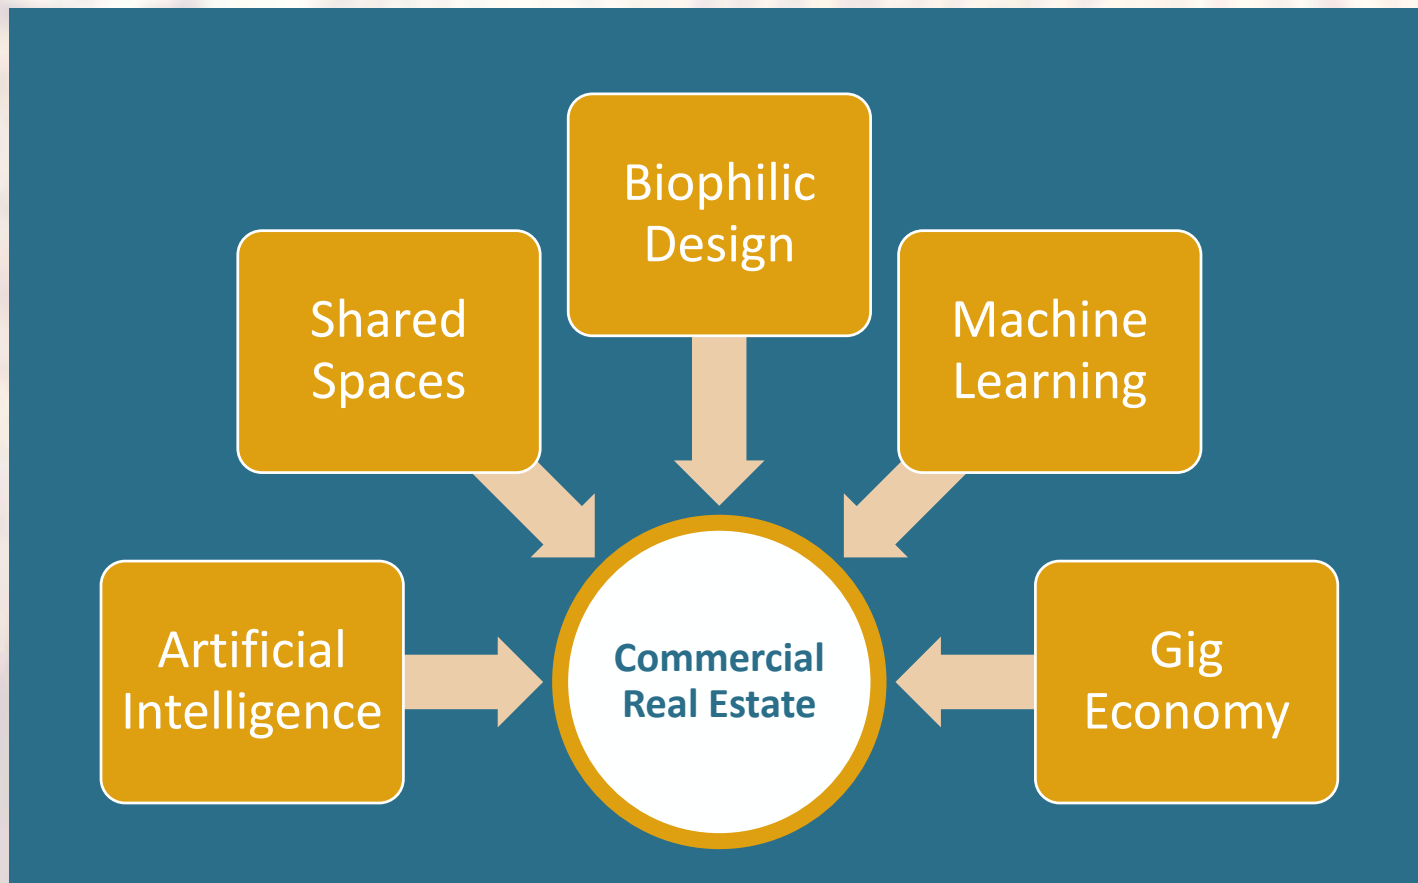 Biophilic
Design
Shared
Spaces
Machine
Learning
Artificial
Intelligence
Commercial
Real Estate
Gig
Economy